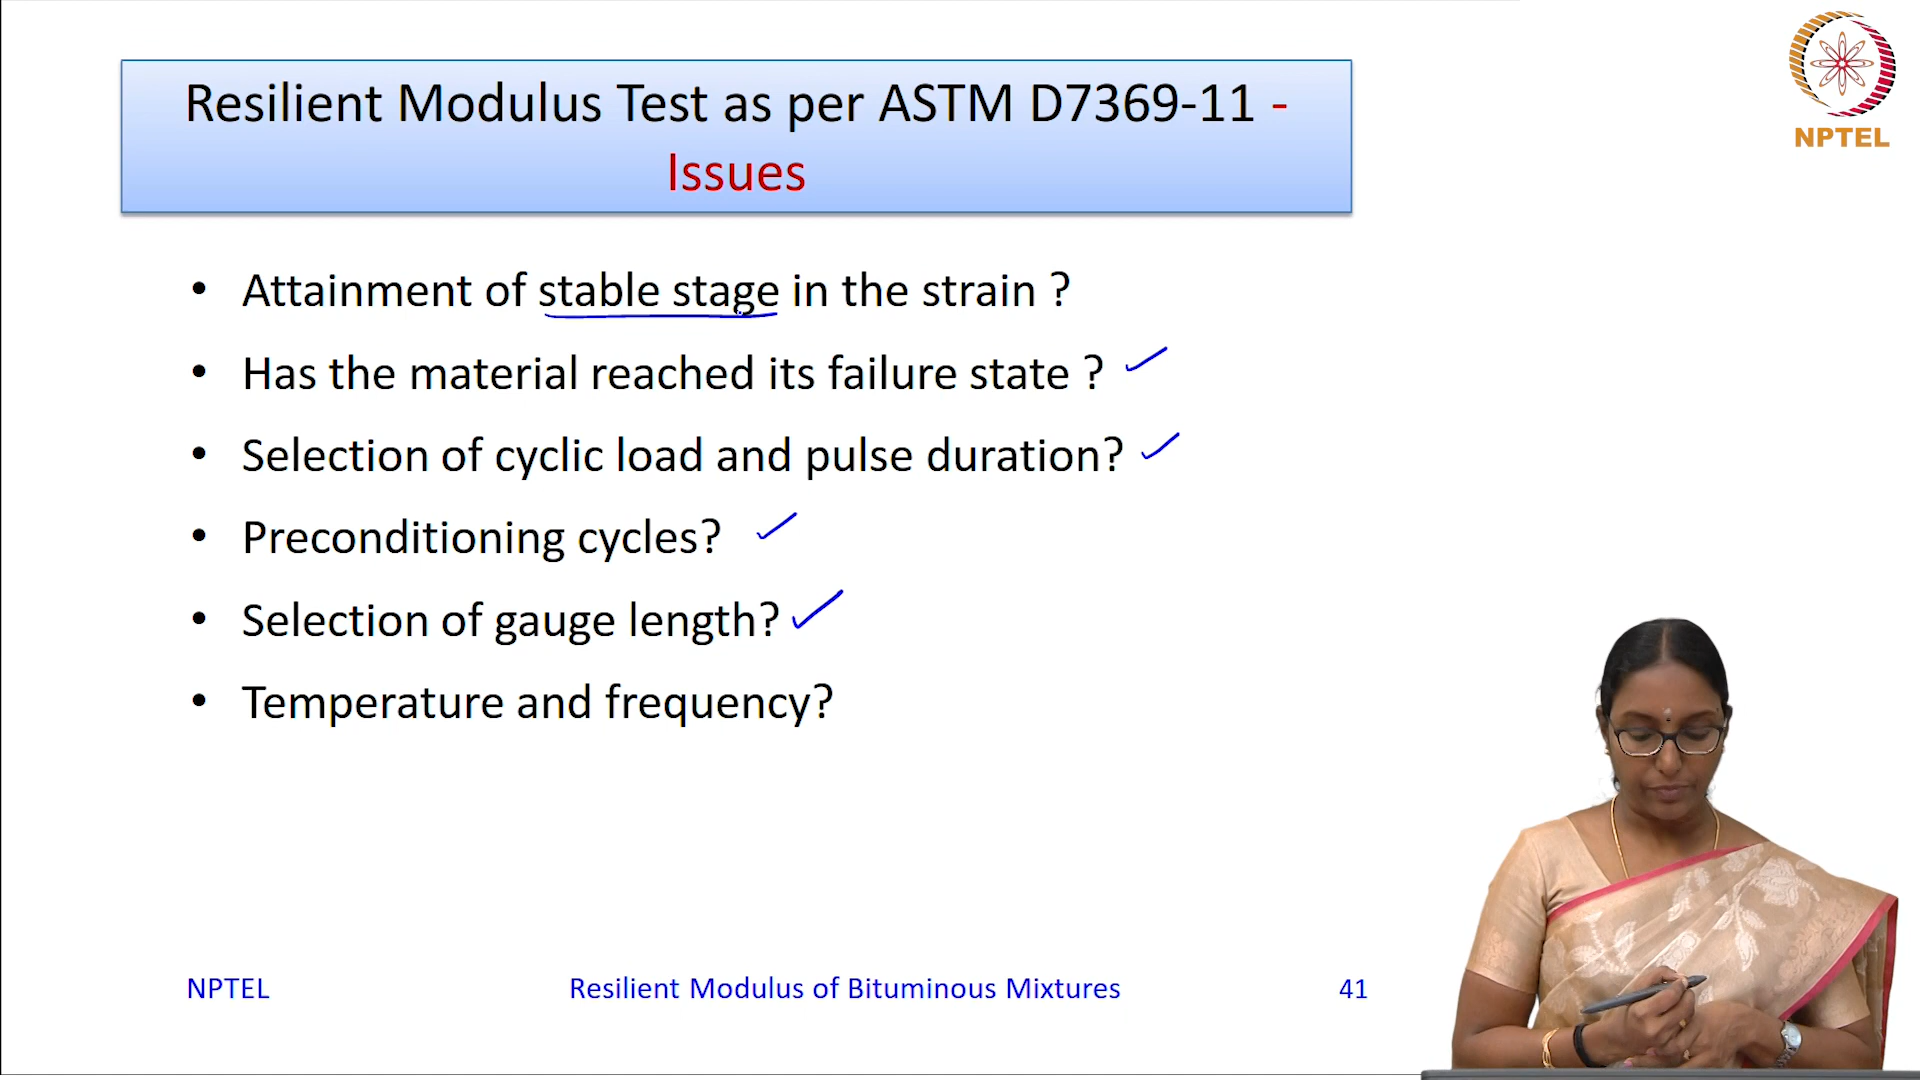 Resilient Modulus Test as per ASTM D7369-11 -
Issues
• Attainment of stable stage in the strain ?
• Has the material reached its failure state ?
• Selection of cyclic load and pulse duration?
• Preconditioning cycles?
• Selection of gauge length?
• Temperature and frequency?
NPTEL
NPTEL Resilient Modulus of Bituminous Mixtures 41